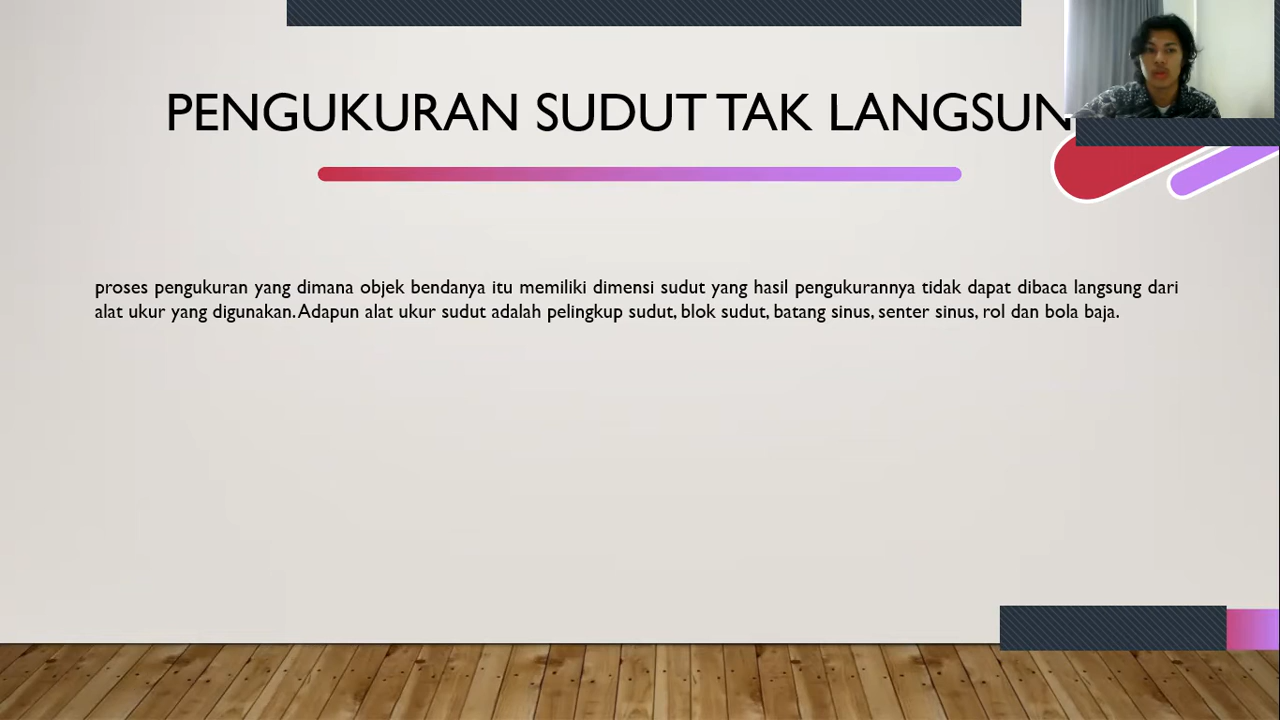 PENGUKURAN SUDUT TAK LANGSUN
proses pengukuran yang dimana objek bendanya itu memiliki dimensi sudut yang hasil pengukurannya tidak dapat dibaca langsung dari
alat ukur yang digunakan. Adapun alat ukur sudut adalah pelingkup sudut, blok sudut, batang sinus, senter sinus, rol dan bola baja.